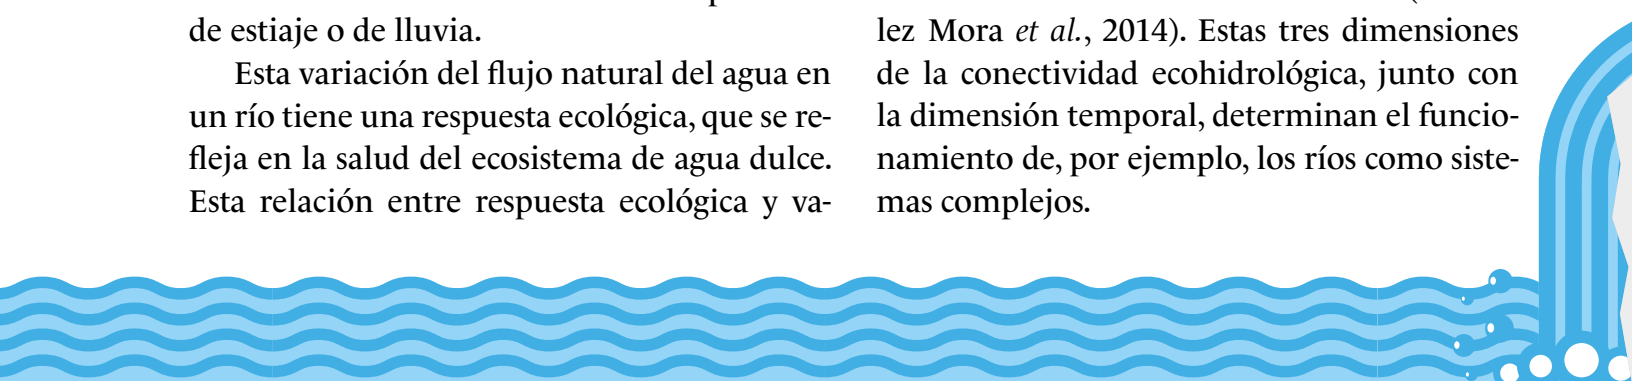 de estiaje o de lluvia.
Esta variación del flujo natural del agua en
un río tiene una respuesta ecológica, que se re-
fleja en la salud del ecosistema de agua dulce.
Esta relación entre respuesta ecológica y va-
lez Mora et al., 2014). Estas tres dimensiones
de la conectividad ecohidrológica, junto con
la dimensión temporal, determinan el funcio-
namiento de, por ejemplo, los ríos como siste-
mas complejos.